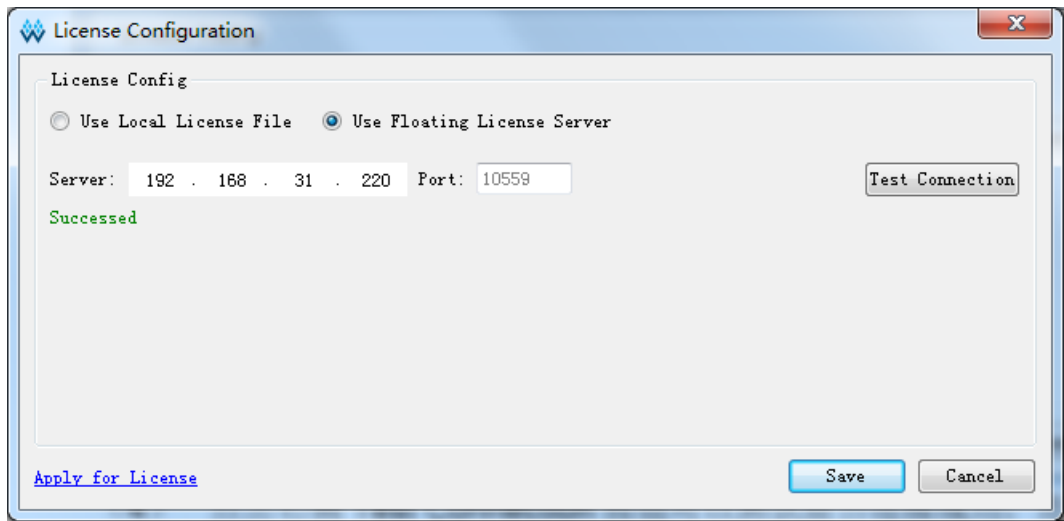 License Configuration
License Config
Use Local License File Use Floating License Server
Server: 192 . 168 . 31 . 220 Port: 10559 Test Connection
Successed
Apply for License Save Cancel